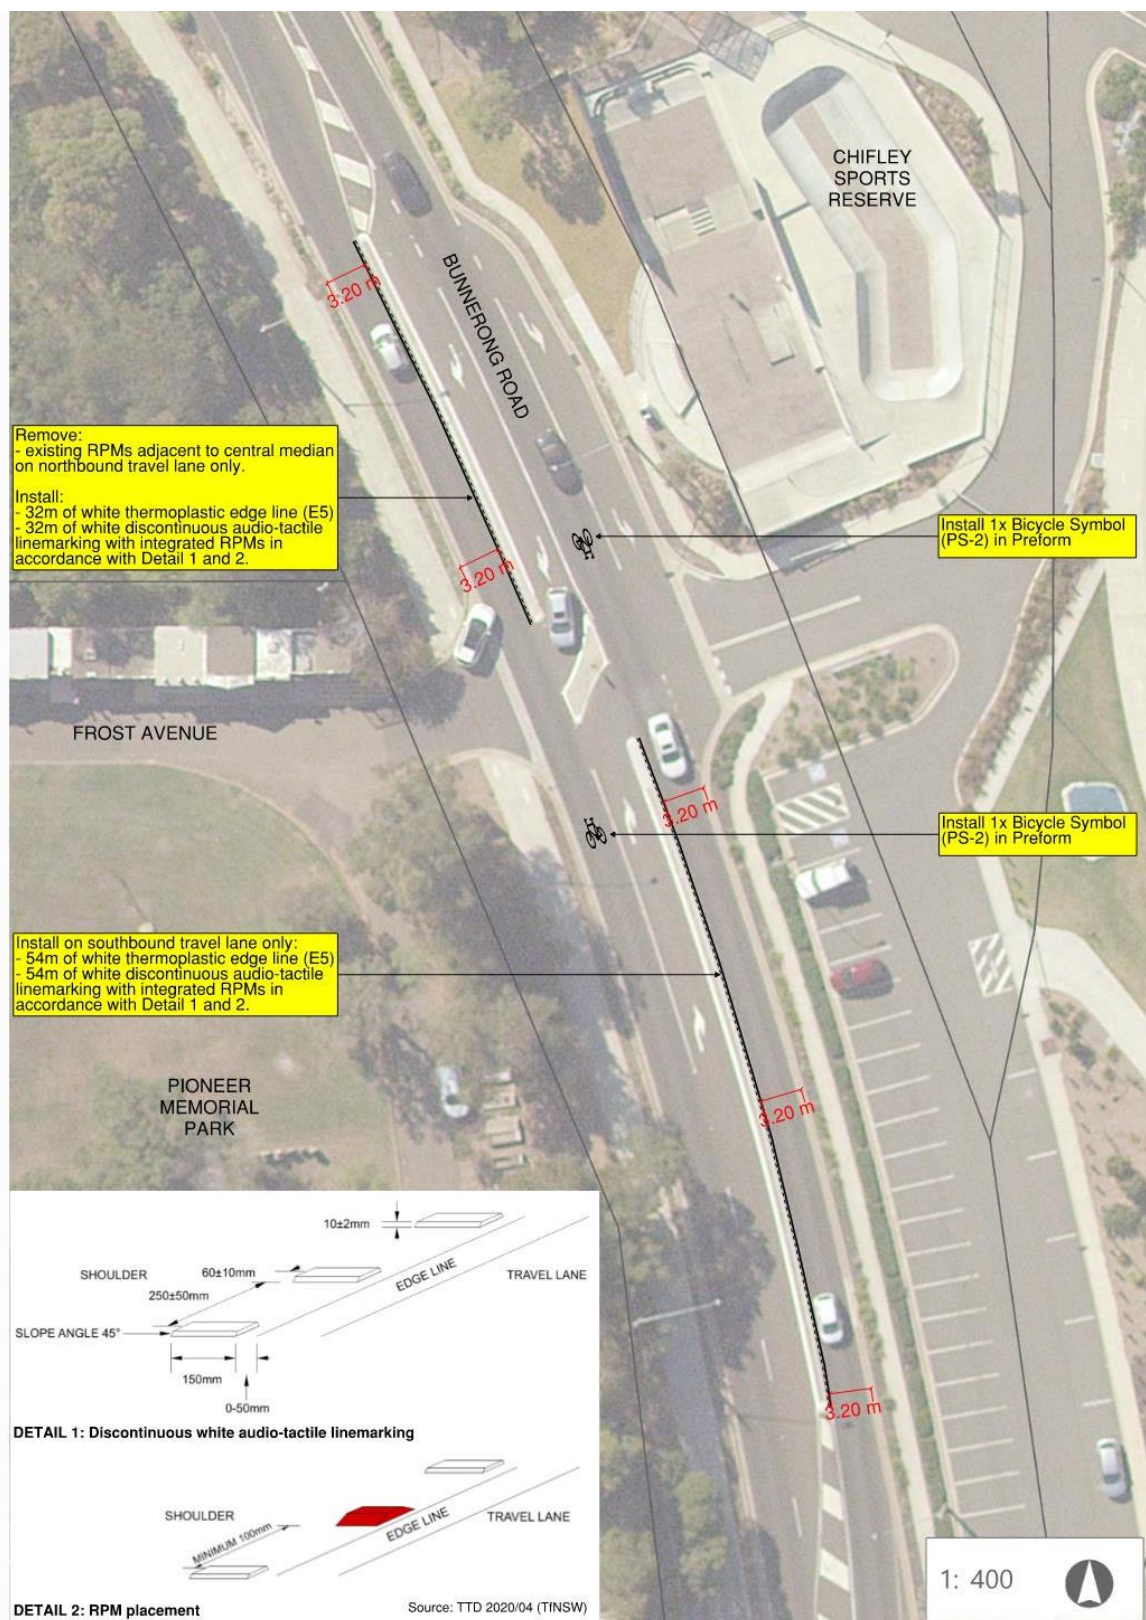 CHIFLEY
SPORTS
RESERVE
BUNNERONG ROAD
3.20 m
Remove:
- existing RPMs adjacent to central median
on northbound travel lane only.
Install:
- 32m of white thermoplastic edge line (E5)
- 32m of white discontinuous audio-tactile
linemarking with integrated RPMs in
accordance with Detail 1 and 2.
Install 1x Bicycle Symbol
(PS-2) in Preform
3.20 m
FROST AVENUE
3.20 m
Install 1x Bicycle Symbol
(PS-2) in Preform
Install on southbound travel lane only:
- 54m of white thermoplastic edge line (E5)
- 54m of white discontinuous audio-tactile
linemarking with integrated RPMs in
accordance with Detail 1 and 2.
PIONEER
MEMORIAL
PARK
3.20 m
3.20 m
10±2mm
SHOULDER
60±10mm
EDGE LINE
TRAVEL LANE
250±50mm
SLOPE ANGLE 45°
150mm
0-50mm
DETAIL 1: Discontinuous white audio-tactile linemarking
SHOULDER
EDGE LINE
TRAVEL LANE
MINIMUM 100mm
DETAIL 2: RPM placement
Source: TTD 2020/04 (TfNSW)
1: 400